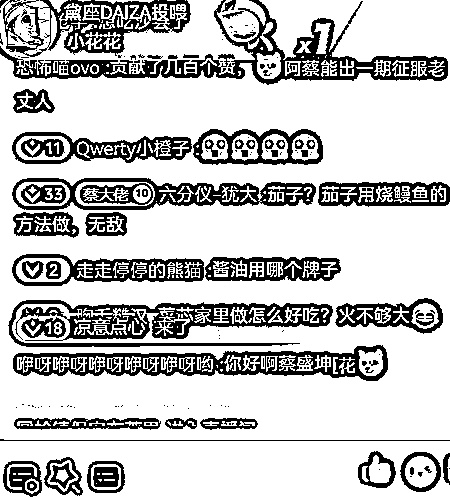 黛座DAIZA投喂
小花花
x1
恐怖喵ovo :贡献了几百个赞,
阿蔡能出一期征服老
丈人
11 Qwerty小橙子 :
33 蔡大佬 10 六分仪-犹大 :茄子？茄子用烧鳗鱼的
方法做，无敌
2 走走停停的熊猫 :酱油用哪个牌子
家里做怎么好吃？火不够大
18 凉意点心 来了
咿呀咿呀咿呀咿呀咿呀咿呀哟 :你好啊蔡盛坤[花